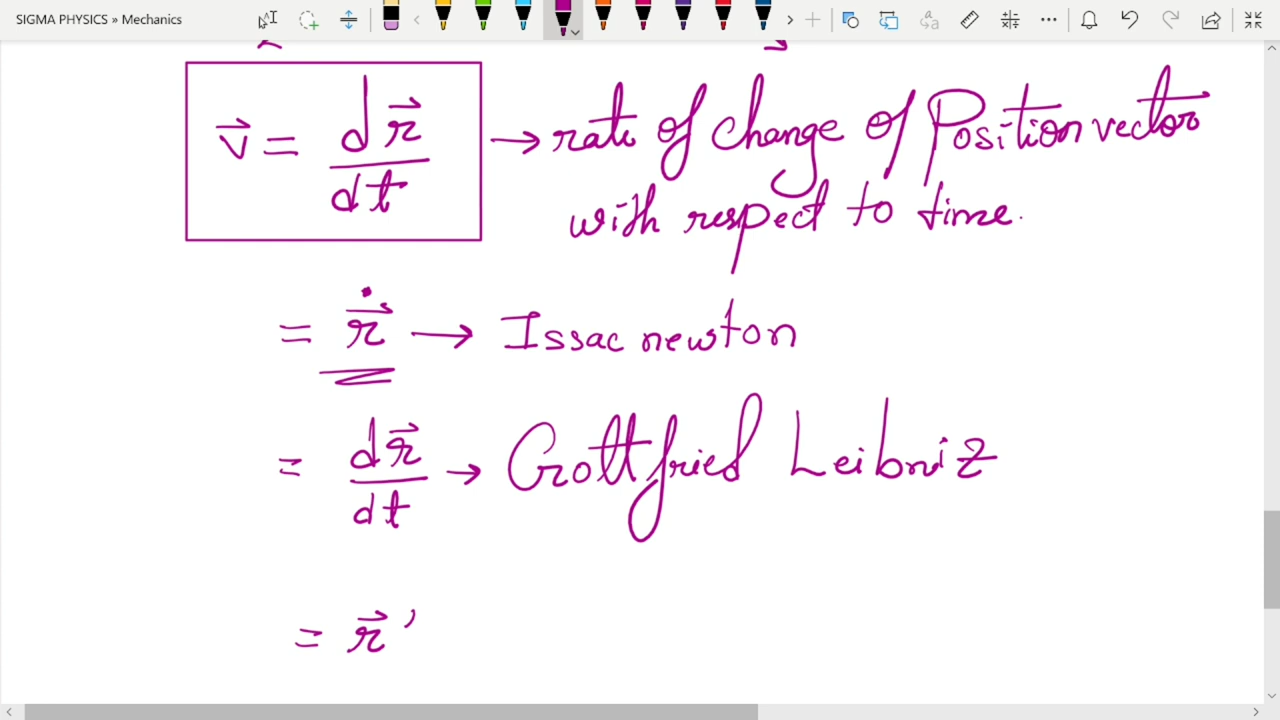 SIGMA PHYSICS » Mechanics
v⃗ = dr⃗/dt → rate of change of Position vector
with respect to time.
= ṙ⃗ → Issac newton
= dr⃗/dt → Gottfried Leibniz
= r⃗ ’